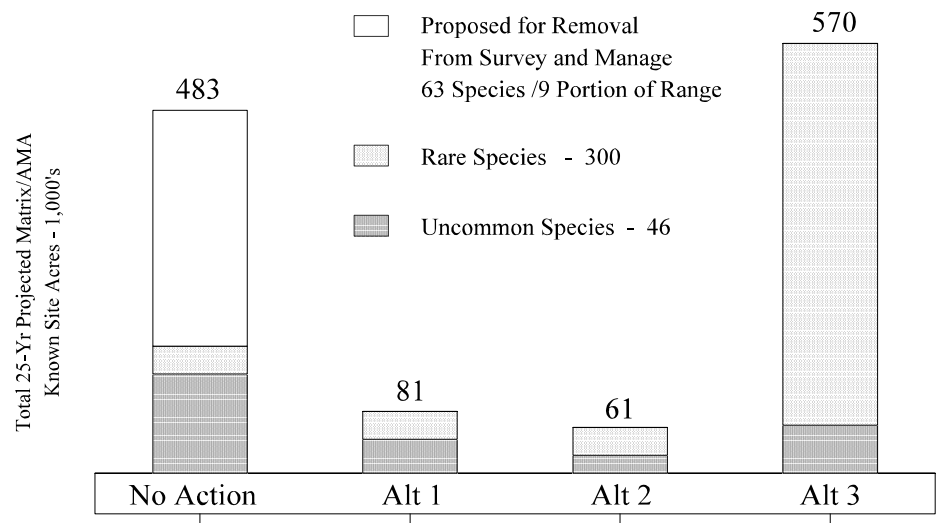 Proposed for Removal
From Survey and Manage
63 Species /9 Portion of Range
Rare Species - 300
Uncommon Species - 46
Total 25-Yr Projected Matrix/AMA
Known Site Acres - 1,000's
483
81
61
570
No Action
Alt 1
Alt 2
Alt 3